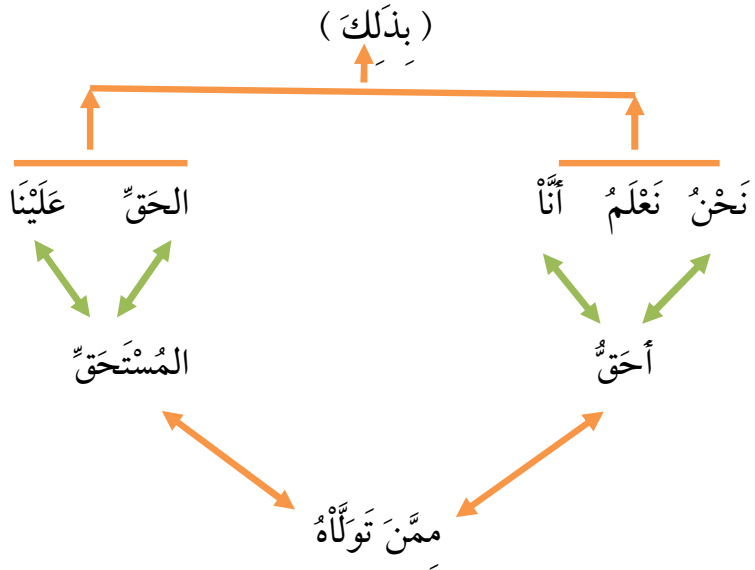 ( بِذَلِكَ )
نَحْنُ نَعْلَمُ أَنَّاْ الحَقِّ عَلَيْنَا
أَحَقُّ المُسْتَحَقِّ
مِمَّنَ تَوَلَّاْهُ